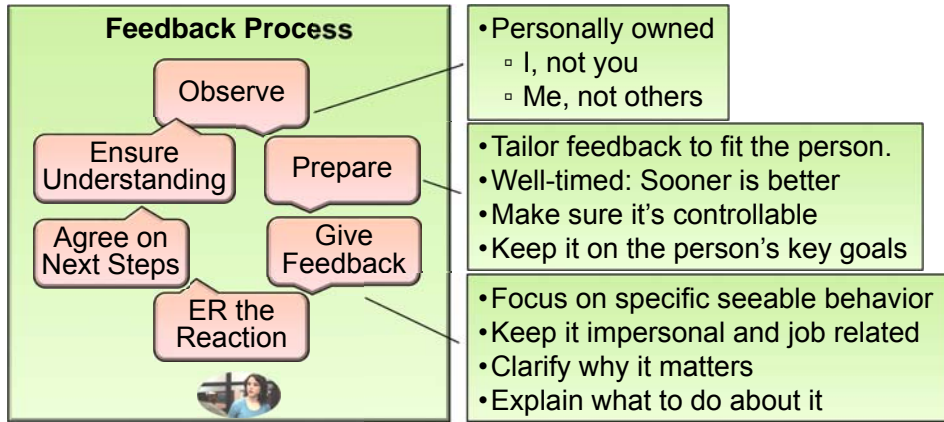 Feedback Process
Observe
Prepare
Give
Feedback
ER the
Reaction
Agree on
Next Steps
Ensure
Understanding
•Personally owned
▫ I, not you
▫ Me, not others
•Tailor feedback to fit the person.
•Well-timed: Sooner is better
•Make sure it’s controllable
•Keep it on the person’s key goals
•Focus on specific seeable behavior
•Keep it impersonal and job related
•Clarify why it matters
•Explain what to do about it